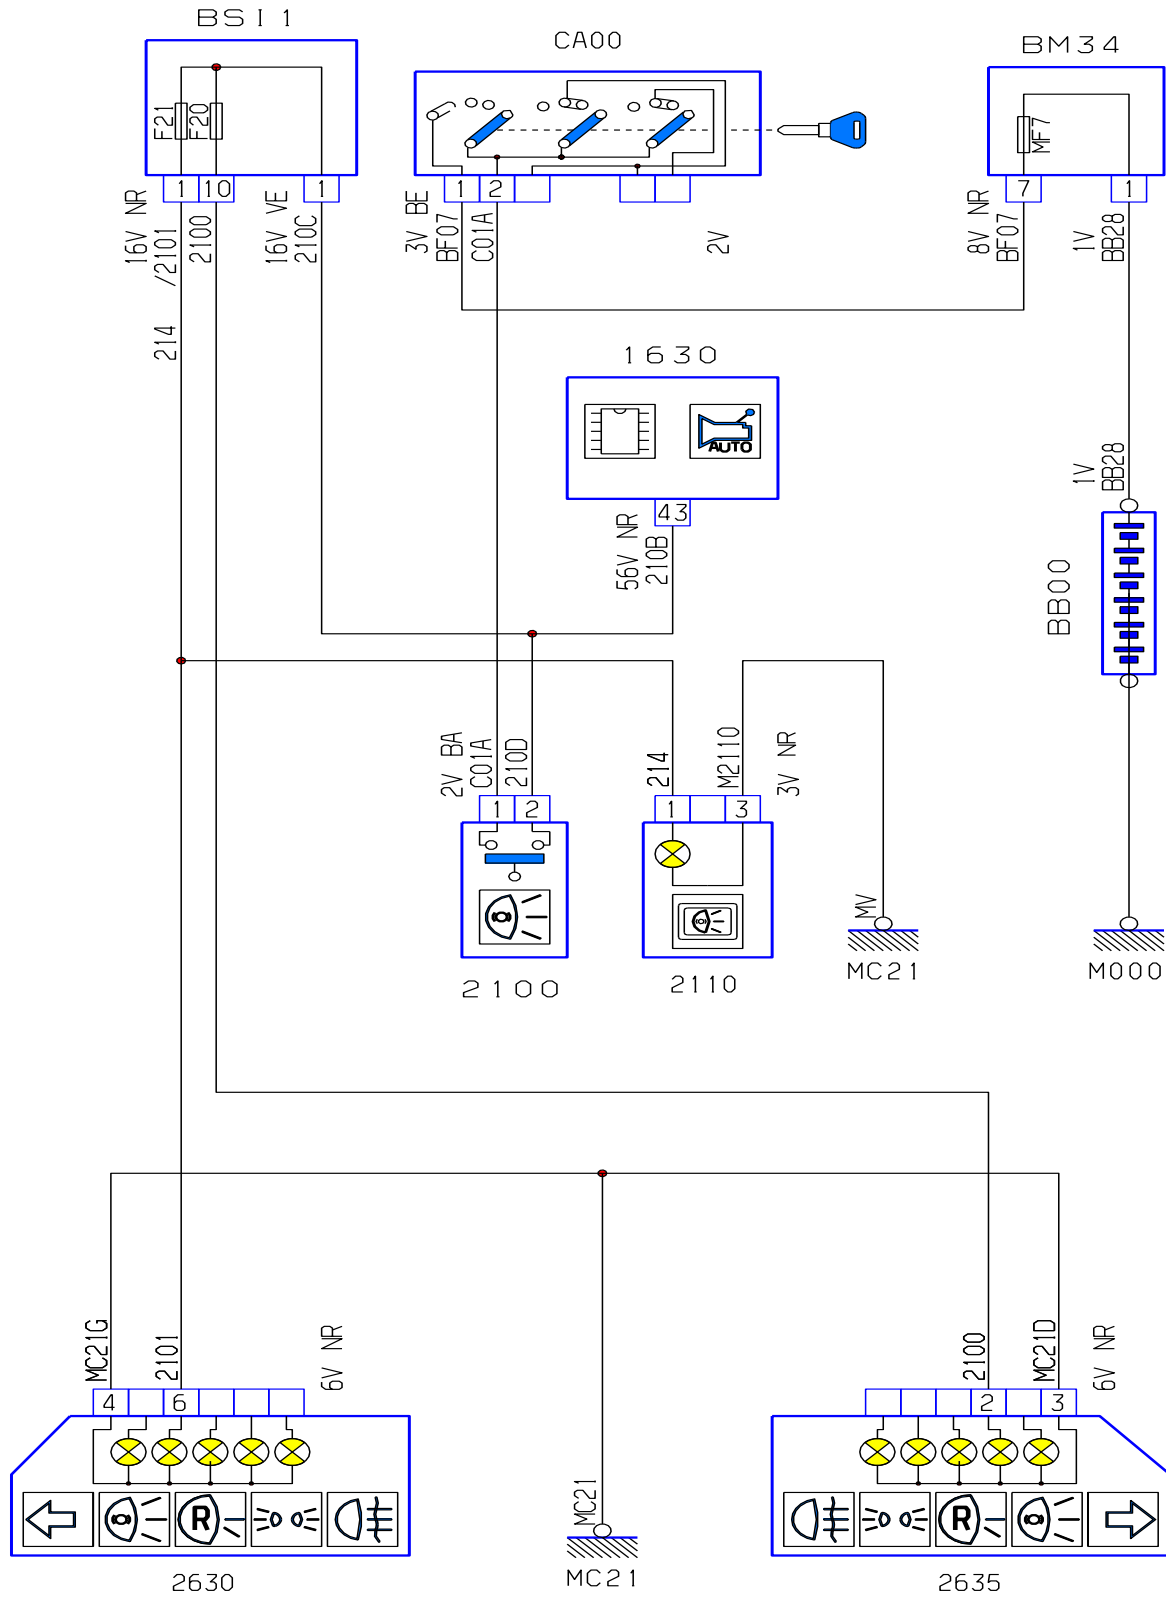 BSI 1
CA00
BM34
F21
F20
MF7
1
10
1
1
2
7
1
16V NR
/2101
2100
16V VE
210C
3V BE
BF07
C01A
2V
8V NR
BF07
1V
BB28
214
1630
AUTO
43
56V NR
210B
1V
BB28
BB00
2V BA
C01A
210D
214
M2110
3V NR
1
2
1
3
MV
2100
2110
MC21
M000
MC21G
2101
6V NR
2100
MC21D
6V NR
4
6
2
3
R
R
MC21
2630
MC21
2635